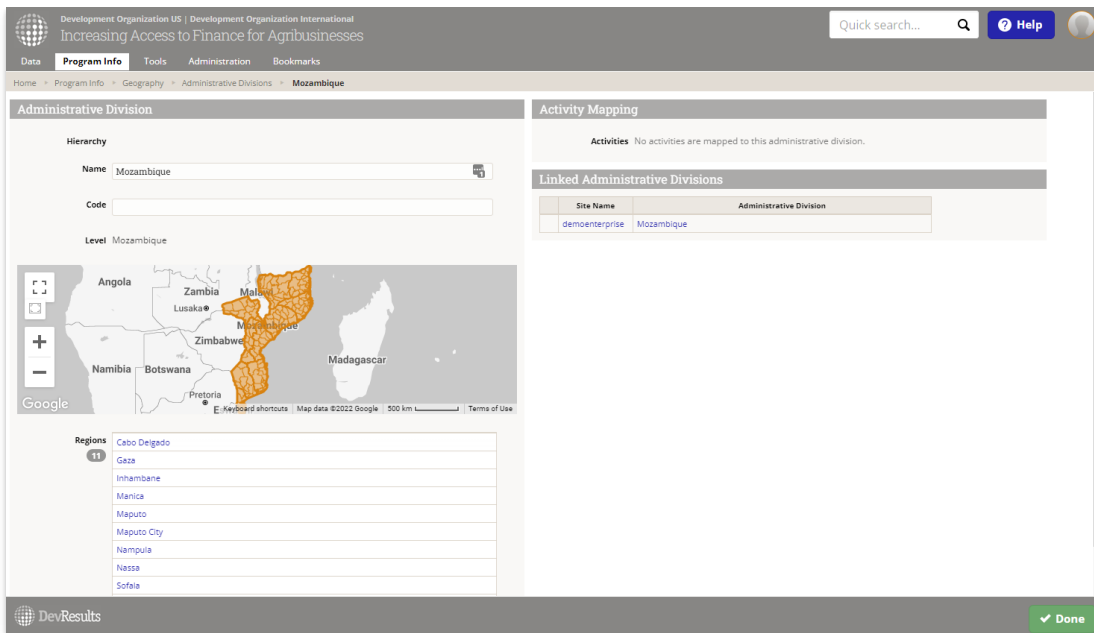 Development Organization US | Development Organization International
Increasing Access to Finance for Agribusinesses
Quick search...
Help
Data Program Info Tools Administration Bookmarks
Home Program Info Geography Administrative Divisions Mozambique
Administrative Division
Hierarchy
Name Mozambique
Code
Level Mozambique
Angola
Zambia
Malawi
Lusaka
Mozambique
Zimbabwe
Madagascar
Namibia
Botswana
Pretoria
Google
Keyboard shortcuts Map data ©2022 Google 500 km Terms of Use
Regions
11
Cabo Delgado
Gaza
Inhambane
Manica
Maputo
Maputo City
Nampula
Nassa
Sofala
Activity Mapping
Activities No activities are mapped to this administrative division.
Linked Administrative Divisions
Site Name Administrative Division
demoenterprise Mozambique
DevResults
Done